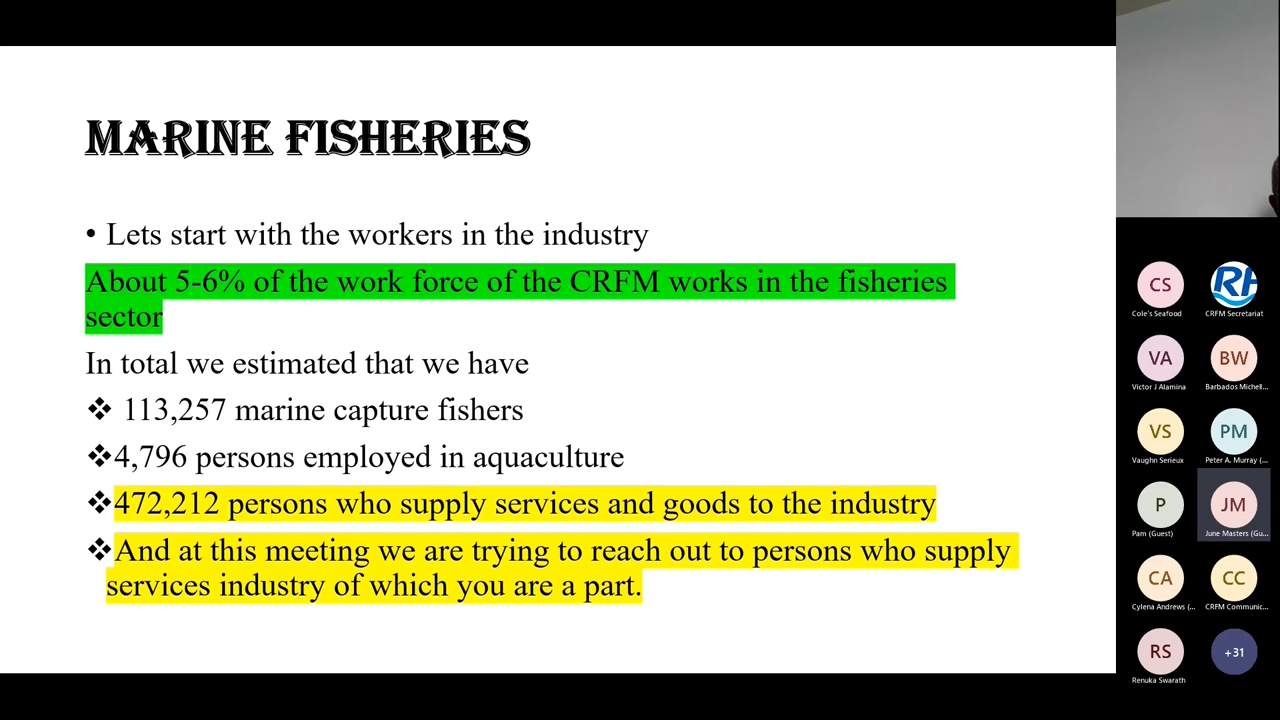 MARINE FISHERIES
• Lets start with the workers in the industry
About 5-6% of the work force of the CRFM works in the fisheries
sector
In total we estimated that we have
❖ 113,257 marine capture fishers
❖4,796 persons employed in aquaculture
❖472,212 persons who supply services and goods to the industry
❖And at this meeting we are trying to reach out to persons who supply
services industry of which you are a part.
CS
Cole's Seafood
RF
CRFM Secretariat
VA
Victor J Alamina
BW
Barbados Michell...
VS
Vaughn Serieux
PM
Peter A. Murray (...
P
Pam (Guest)
JM
June Masters (Gu...
CA
Cylena Andrews (...
CC
CRFM Communic...
RS
Renuka Swarath
+31